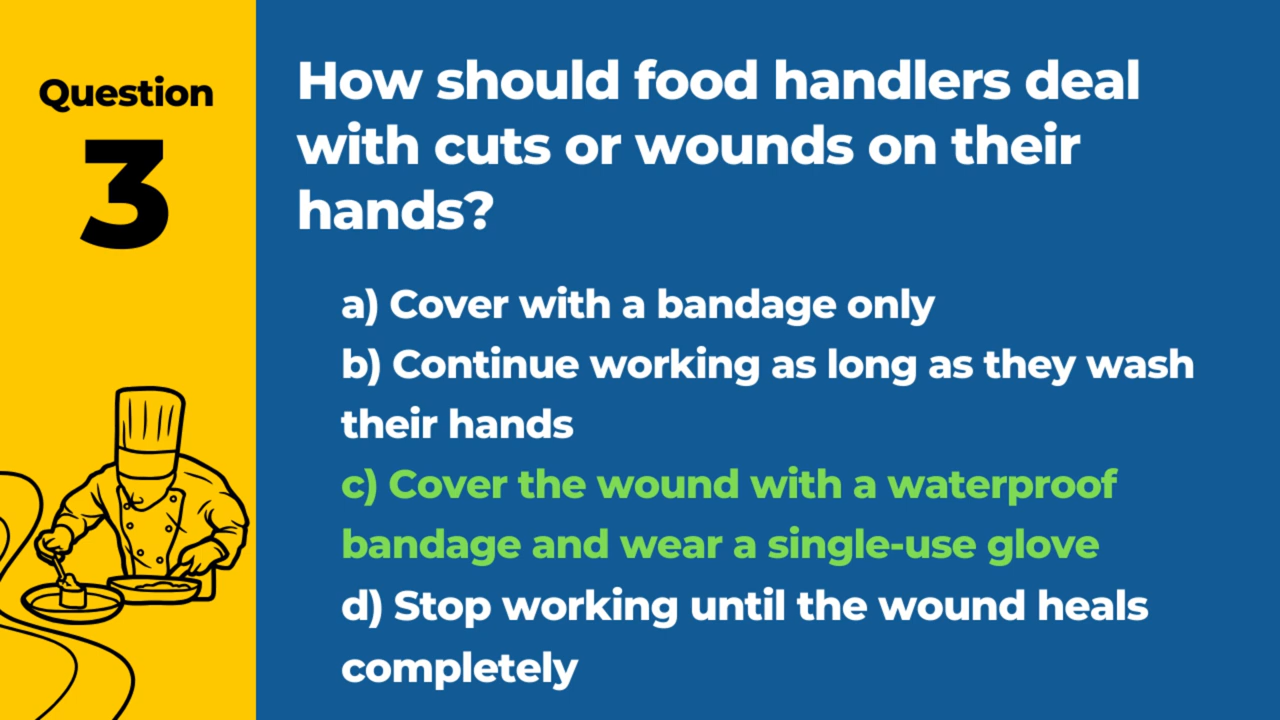 Question
3
How should food handlers deal
with cuts or wounds on their
hands?
a) Cover with a bandage only
b) Continue working as long as they wash
their hands
c) Cover the wound with a waterproof
bandage and wear a single-use glove
d) Stop working until the wound heals
completely